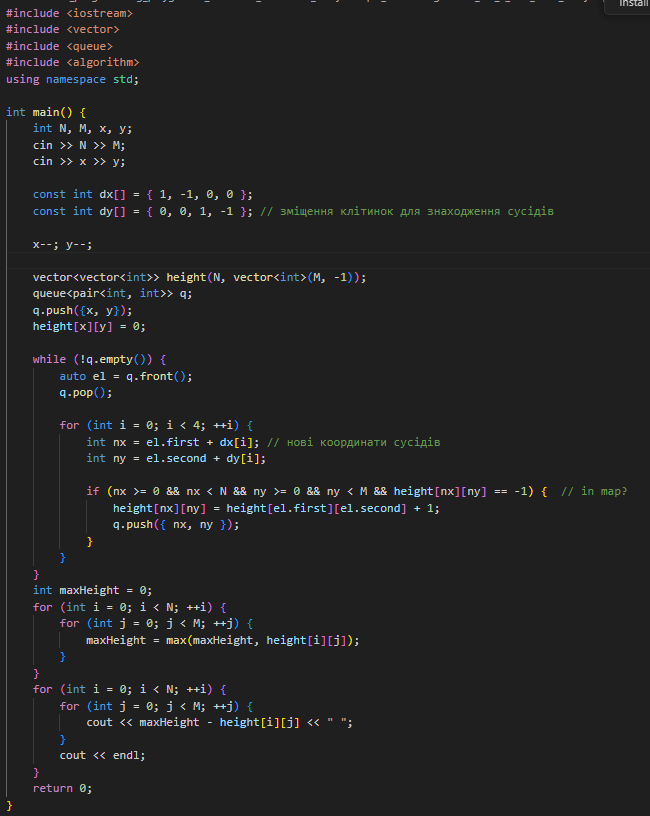 Install
#include <iostream>
#include <vector>
#include <queue>
#include <algorithm>
using namespace std;
int main() {
    int N, M, x, y;
    cin >> N >> M;
    cin >> x >> y;
    const int dx[] = { 1, -1, 0, 0 };
    const int dy[] = { 0, 0, 1, -1 }; // зміщення клітинок для знаходження сусідів
    x--; y--;
    vector<vector<int>> height(N, vector<int>(M, -1));
    queue<pair<int, int>> q;
    q.push({x, y});
    height[x][y] = 0;
    while (!q.empty()) {
        auto el = q.front();
        q.pop();
        for (int i = 0; i < 4; ++i) {
            int nx = el.first + dx[i]; // нові координати сусідів
            int ny = el.second + dy[i];
            if (nx >= 0 && nx < N && ny >= 0 && ny < M && height[nx][ny] == -1) {  // in map?
                height[nx][ny] = height[el.first][el.second] + 1;
                q.push({ nx, ny });
            }
        }
    }
    int maxHeight = 0;
    for (int i = 0; i < N; ++i) {
        for (int j = 0; j < M; ++j) {
            maxHeight = max(maxHeight, height[i][j]);
        }
    }
    for (int i = 0; i < N; ++i) {
        for (int j = 0; j < M; ++j) {
            cout << maxHeight - height[i][j] << " ";
        }
        cout << endl;
    }
    return 0;
}